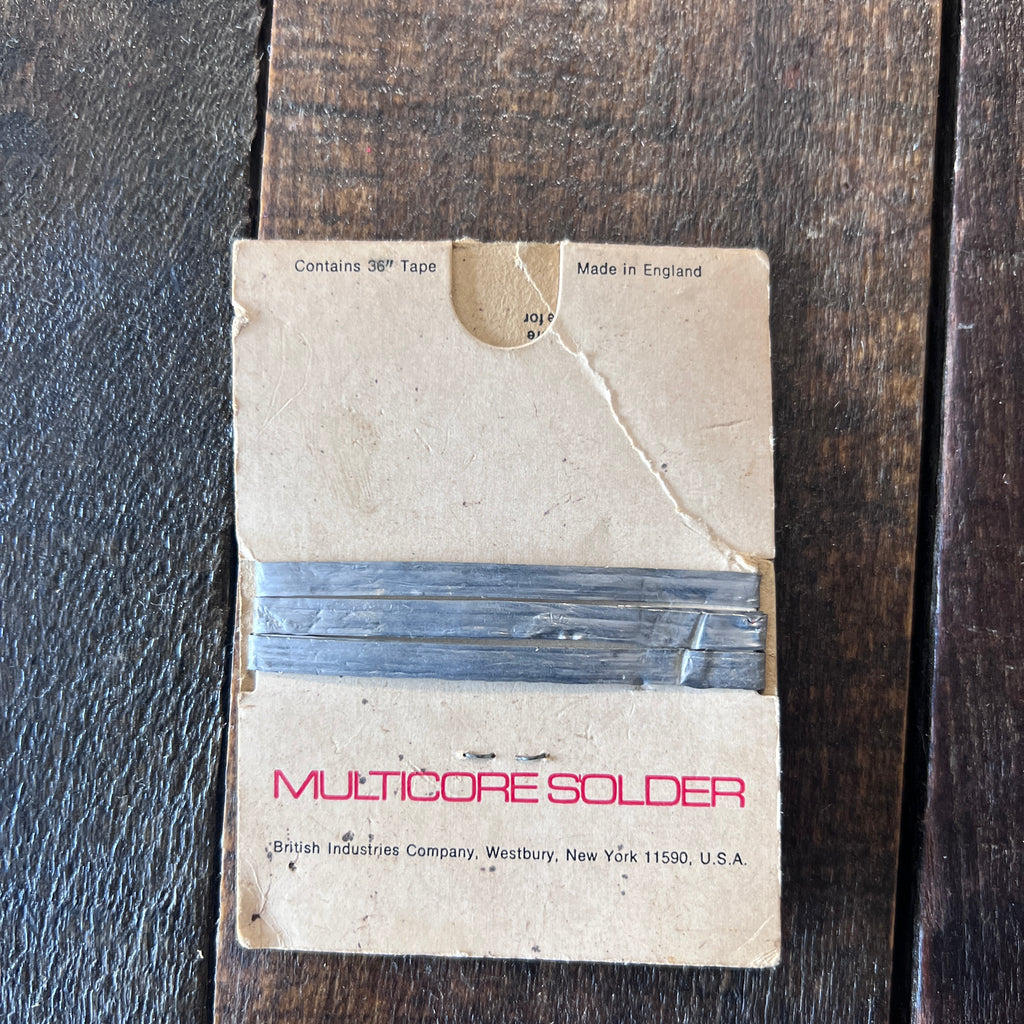 Contains 36" Tape
Made in England
MULTICORE SOLDER
British Industries Company, Westbury, New York 11590, U.S.A.